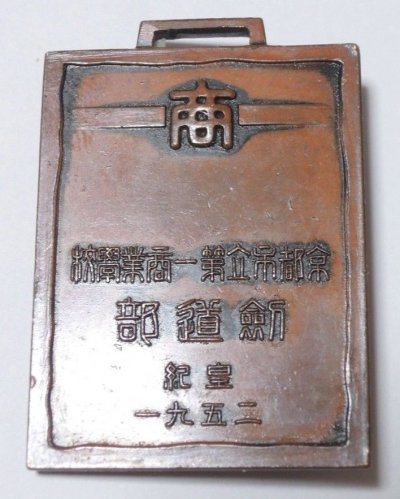 商
京都市立第一商業學校
劍道部
皇紀
二五九一